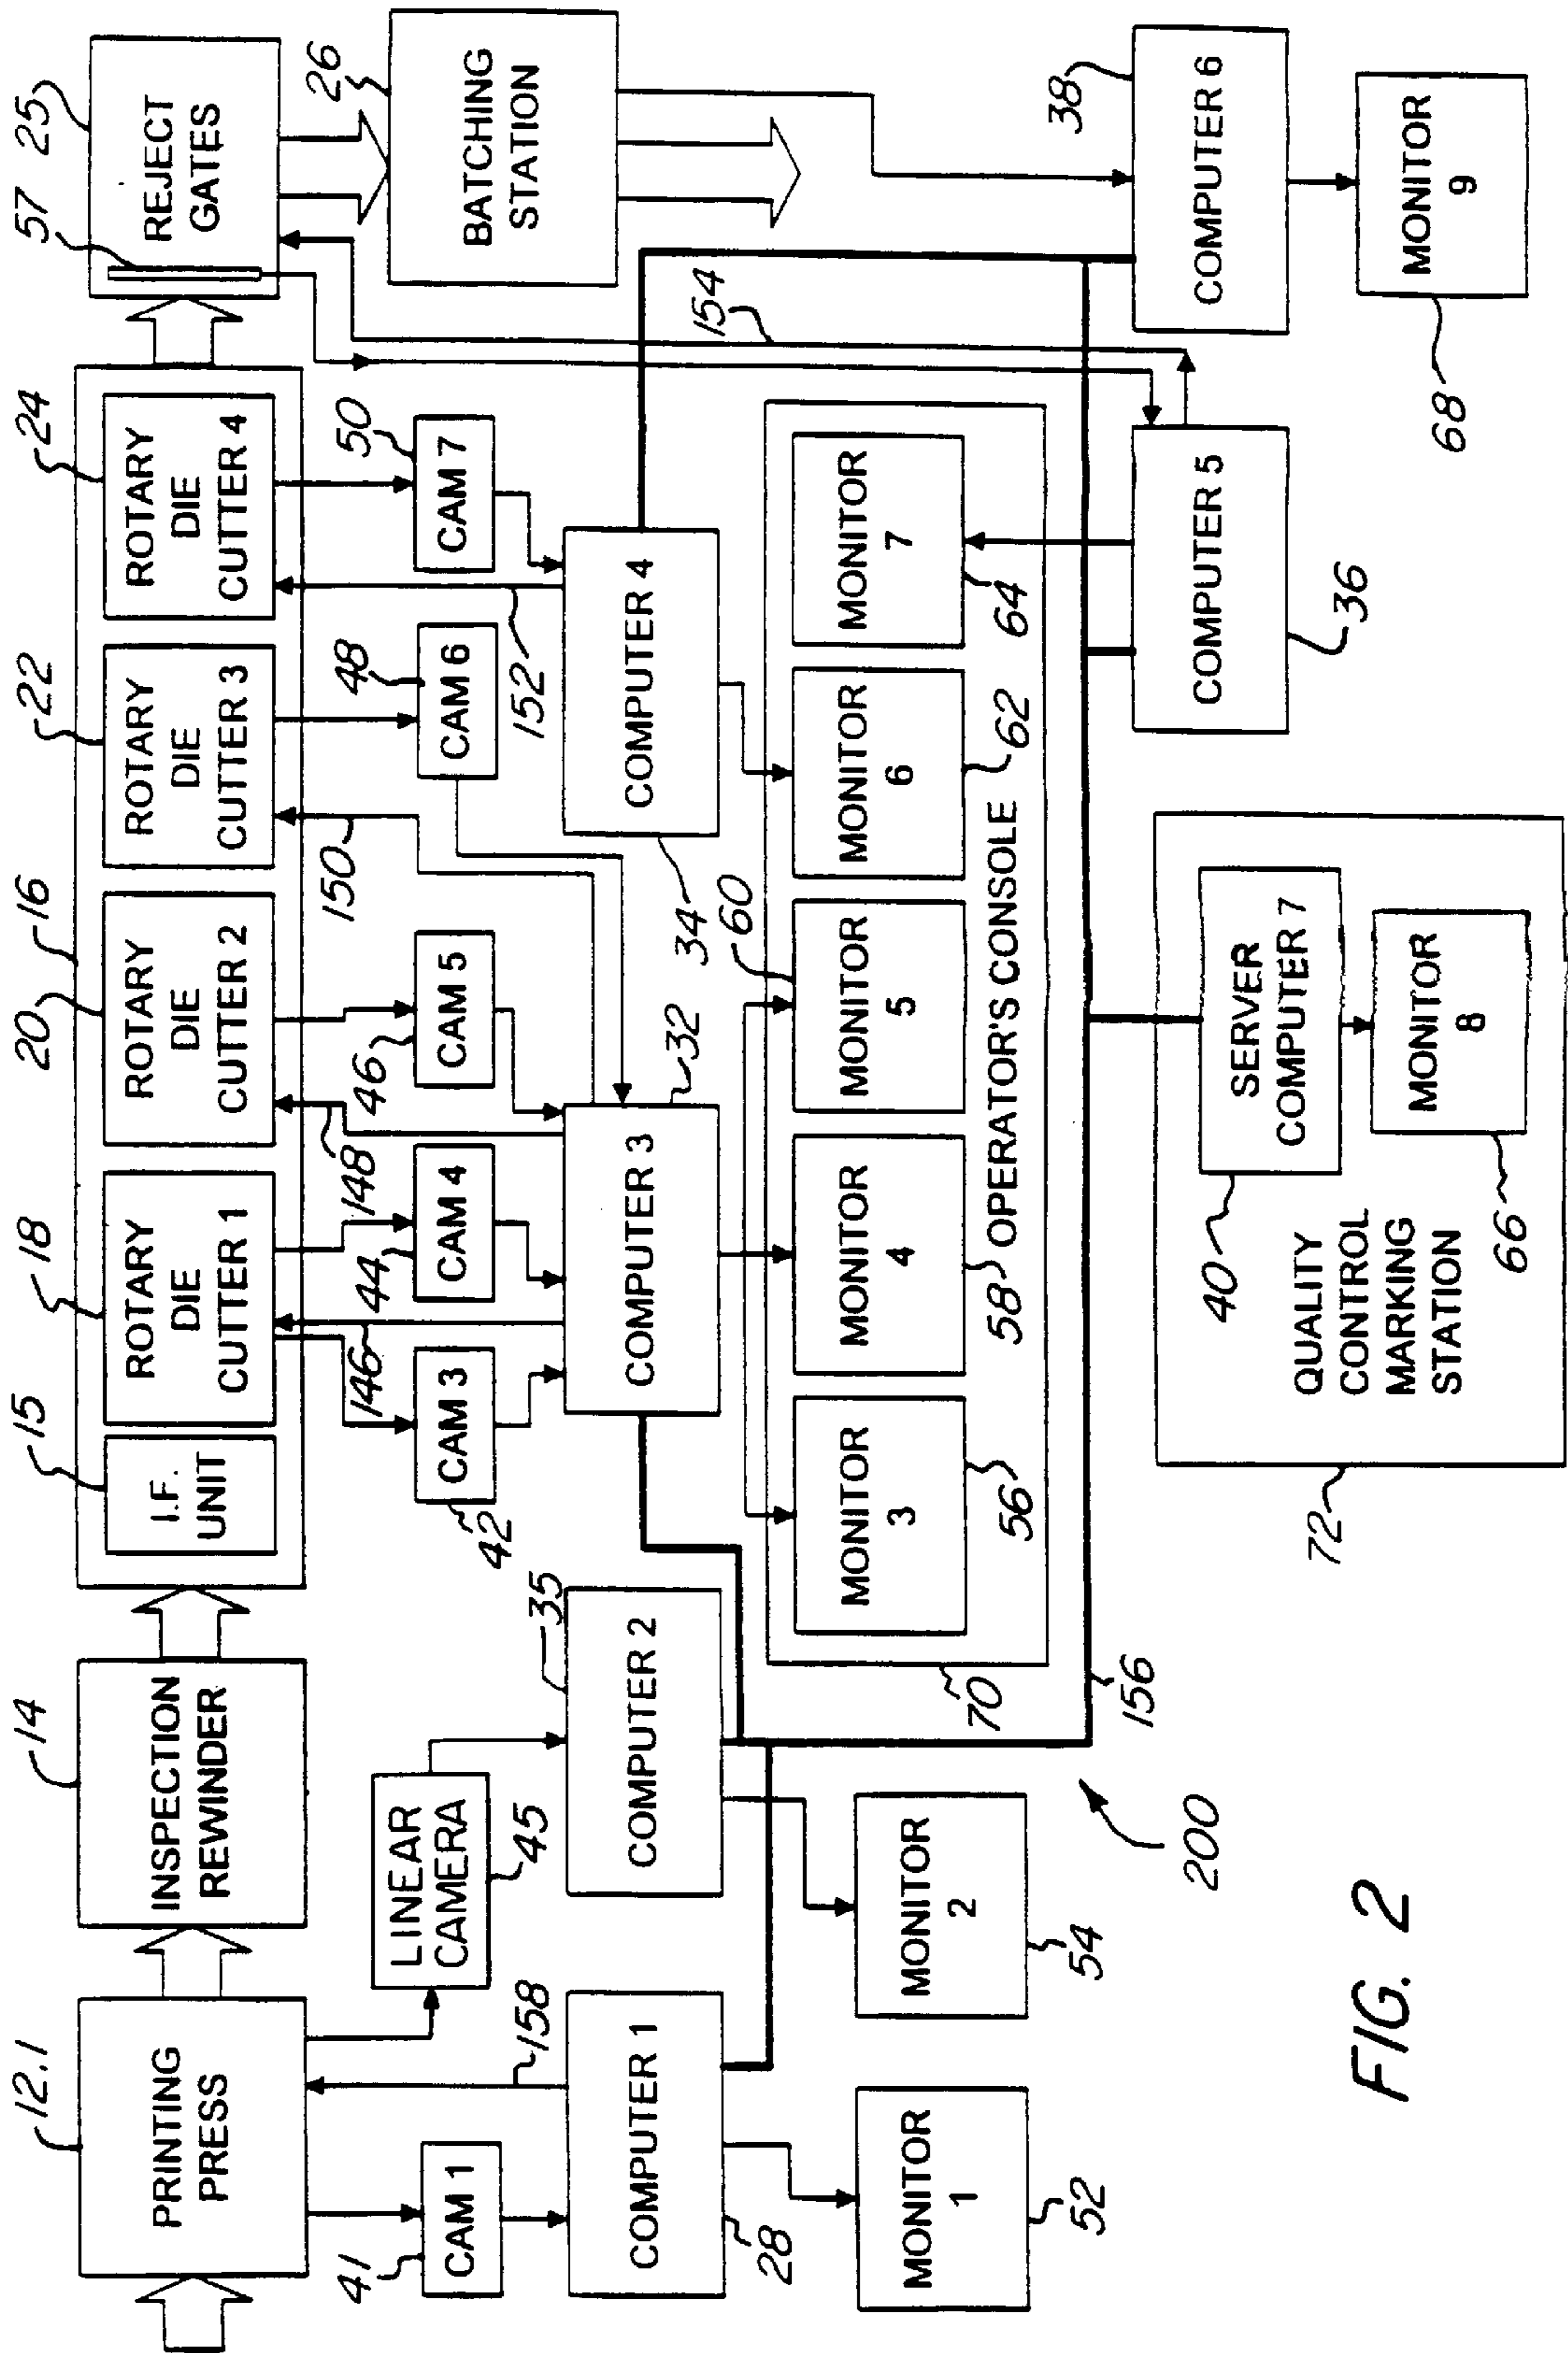 12.1
14
15
18
20
16
22
24
57
25
PRINTING
PRESS
INSPECTION
REWINDER
I.F.
UNIT
ROTARY
DIE
CUTTER 1
ROTARY
DIE
CUTTER 2
ROTARY
DIE
CUTTER 3
ROTARY
DIE
CUTTER 4
REJECT
GATES
41
CAM 1
158
LINEAR
CAMERA
45
42
CAM 3
146
44
CAM 4
148
46
CAM 5
150
48
CAM 6
152
50
CAM 7
26
BATCHING
STATION
COMPUTER 1
28
COMPUTER 2
35
COMPUTER 3
32
COMPUTER 4
34
154
MONITOR
1
52
MONITOR
2
54
MONITOR
3
56
MONITOR
4
58
MONITOR
5
60
MONITOR
6
62
MONITOR
7
64
OPERATOR'S CONSOLE
70
156
200
COMPUTER 5
36
COMPUTER 6
38
MONITOR
9
68
SERVER
COMPUTER 7
40
MONITOR
8
66
QUALITY
CONTROL
MARKING
STATION
72
FIG. 2